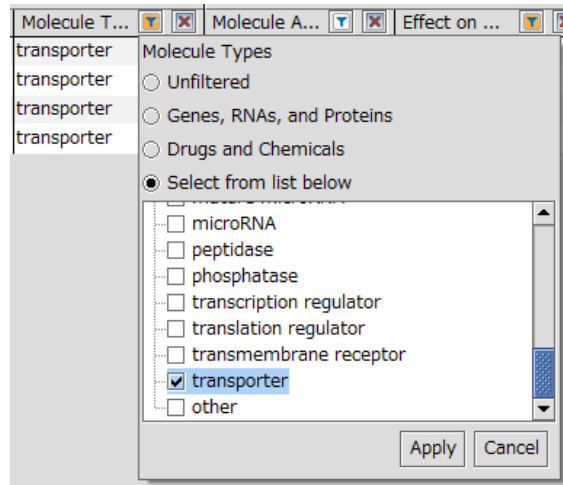 Molecule T... Molecule A... Effect on ...
transporter
transporter
transporter
transporter
Molecule Types
Unfiltered
Genes, RNAs, and Proteins
Drugs and Chemicals
Select from list below
microRNA
peptidase
phosphatase
transcription regulator
translation regulator
transmembrane receptor
transporter
other
Apply Cancel